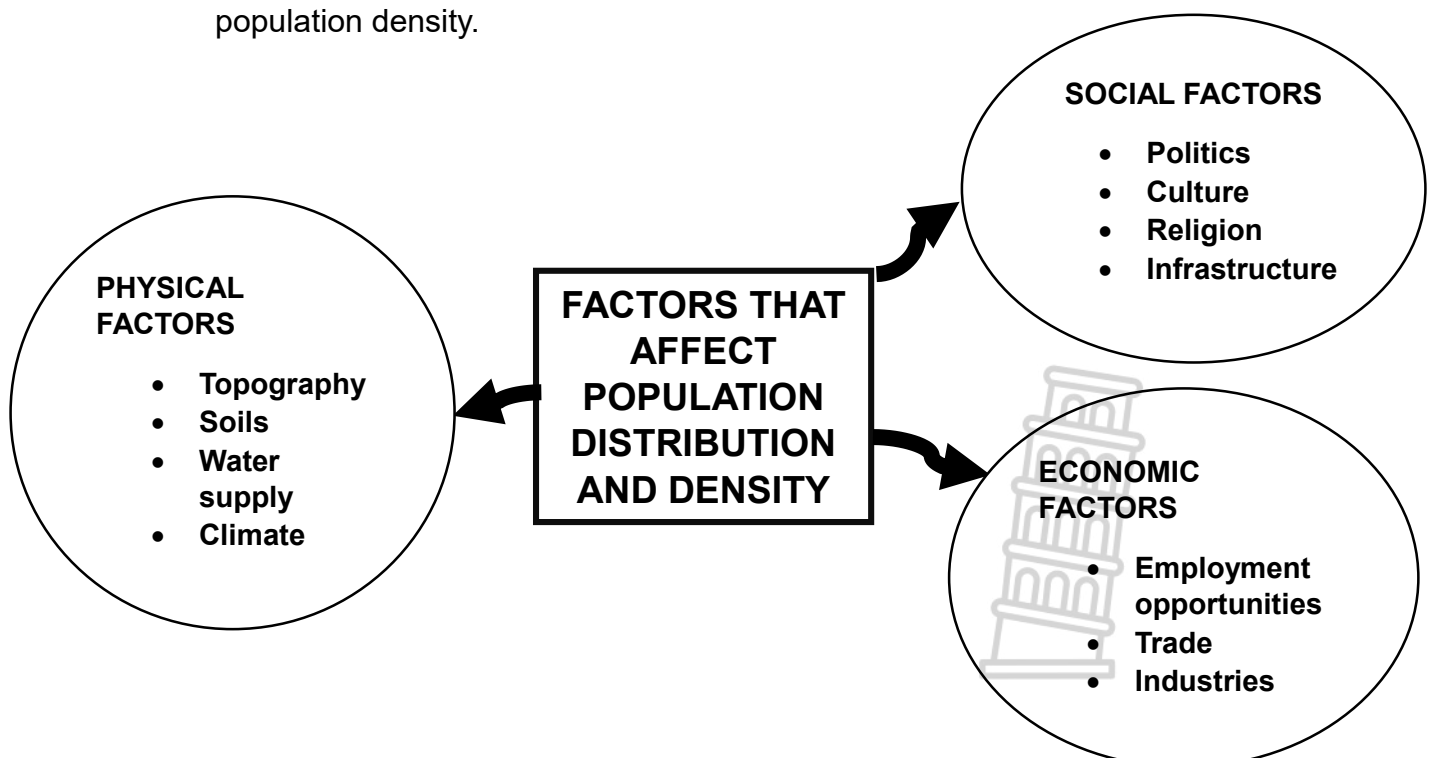 population density.
SOCIAL FACTORS
• Politics
• Culture
• Religion
• Infrastructure
PHYSICAL
FACTORS
• Topography
• Soils
• Water
supply
• Climate
FACTORS THAT
AFFECT
POPULATION
DISTRIBUTION
AND DENSITY
ECONOMIC
FACTORS
• Employment
opportunities
• Trade
• Industries